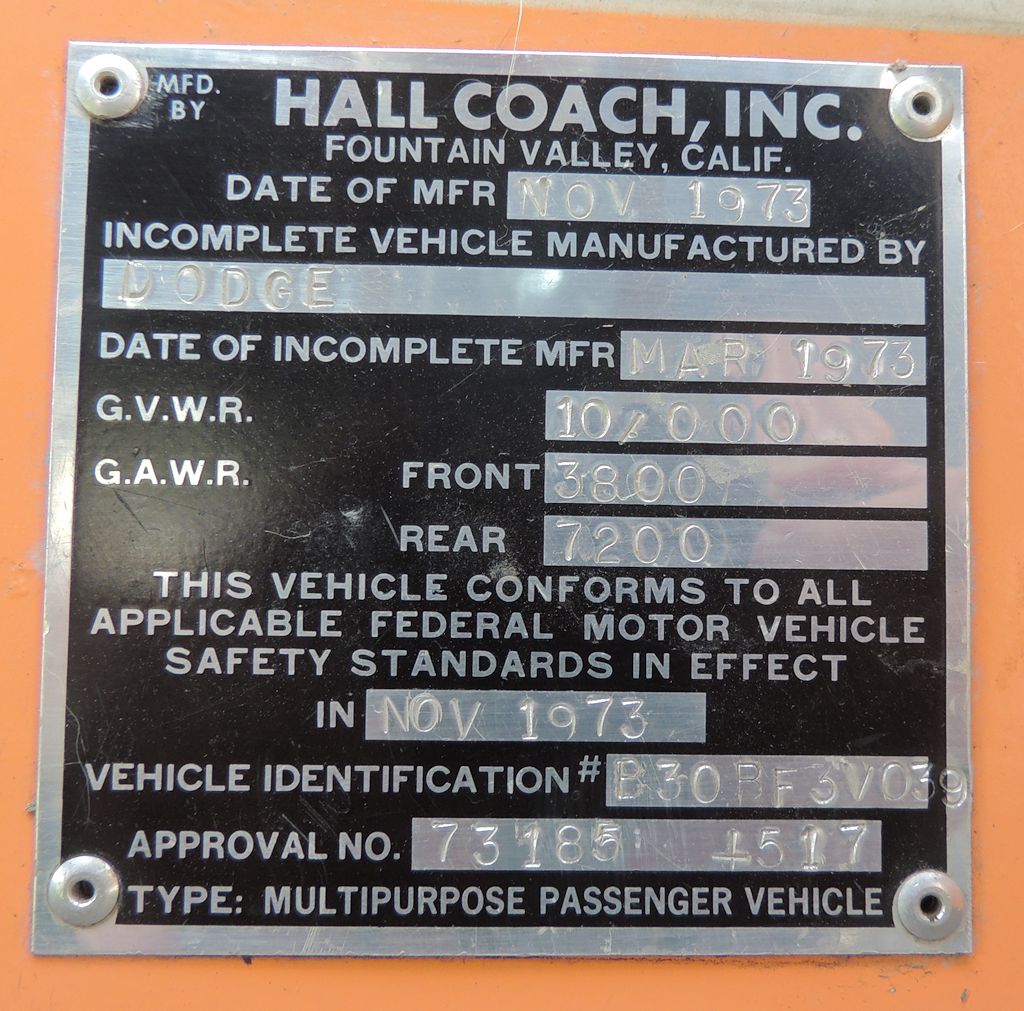 MFD. BY HALL COACH, INC.
FOUNTAIN VALLEY, CALIF.
DATE OF MFR NOV 1973
INCOMPLETE VEHICLE MANUFACTURED BY
DODGE
DATE OF INCOMPLETE MFR MAR 1973
G.V.W.R. 10,000
G.A.W.R. FRONT 3800
REAR 7200
THIS VEHICLE CONFORMS TO ALL
APPLICABLE FEDERAL MOTOR VEHICLE
SAFETY STANDARDS IN EFFECT
IN NOV 1973
VEHICLE IDENTIFICATION #
APPROVAL NO. 73185
TYPE: MULTIPURPOSE PASSENGER VEHICLE